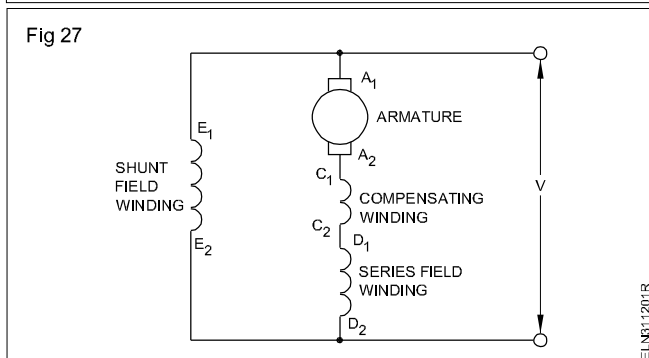 Fig 27
A1
ARMATURE
E1
A2
SHUNT
FIELD
WINDING
C1
COMPENSATING
WINDING
V
E2
C2
D1
SERIES FIELD
WINDING
D2
ELN311201R